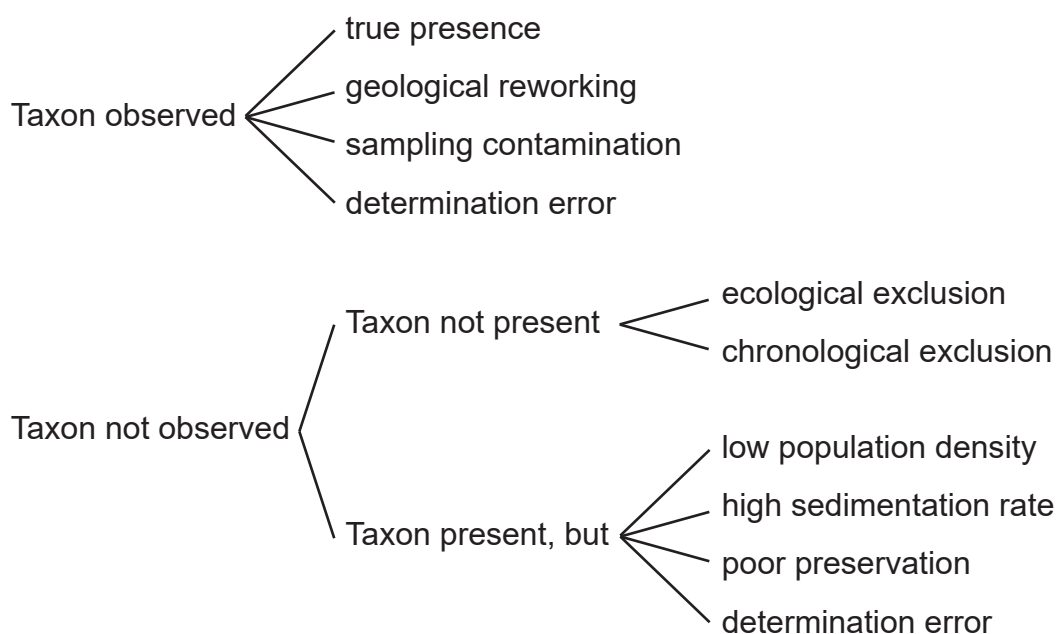 Taxon observed
true presence
geological reworking
sampling contamination
determination error
Taxon not observed
Taxon not present
ecological exclusion
chronological exclusion
Taxon present, but
low population density
high sedimentation rate
poor preservation
determination error